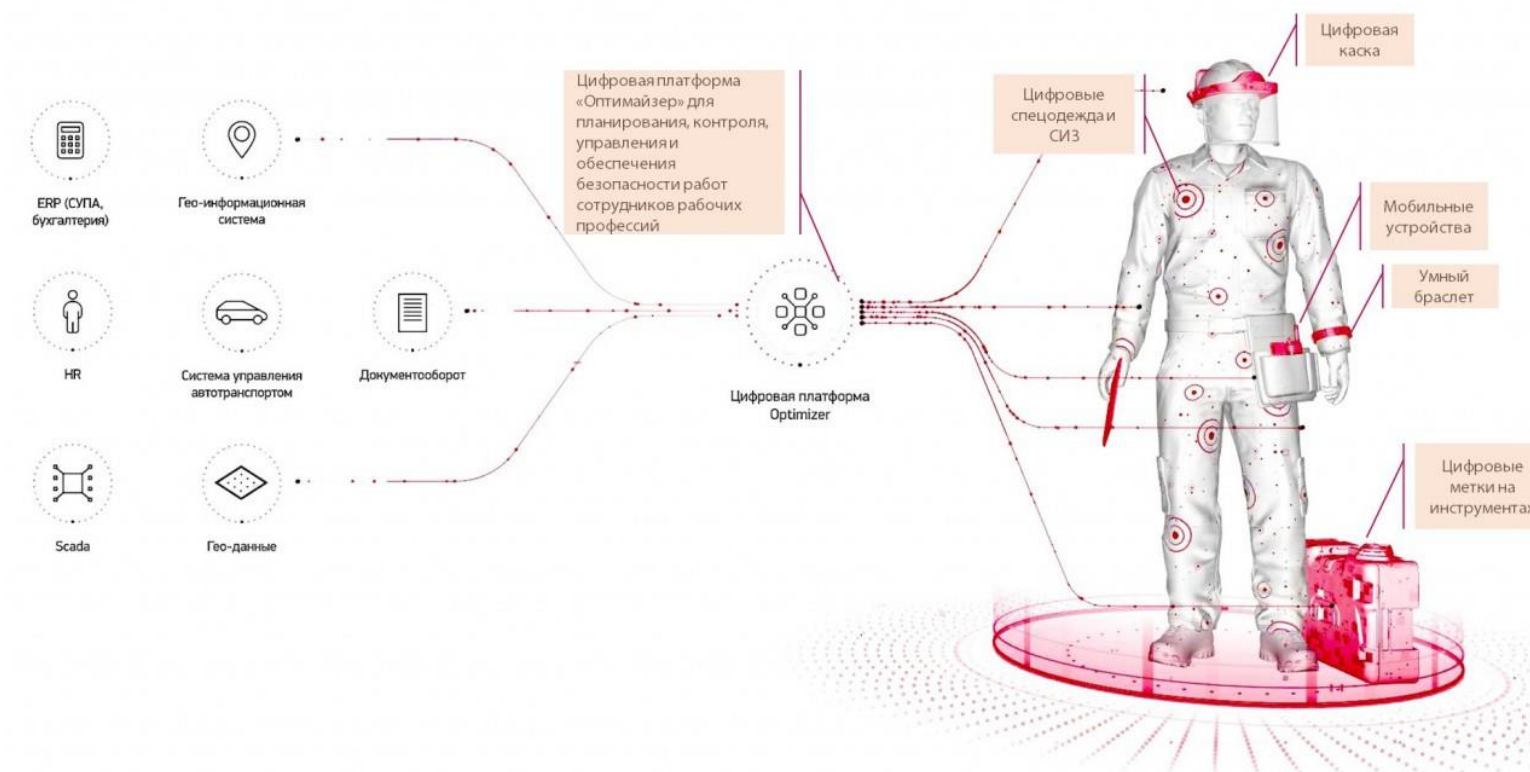 Цифровая
каска
Цифровая платформа
«Оптимайзер» для
планирования, контроля,
управления и
обеспечения
безопасности работ
сотрудников рабочих
профессий
Цифровые
спецодежда и
СИЗ
ERP (СУПА,
бухгалтерия)
Гео-информационная
система
Мобильные
устройства
Умный
браслет
HR
Система управления
автотранспортом
Документооборот
Цифровая платформа
Optimizer
Цифровые
метки на
инструментах
Scada
Гео-данные